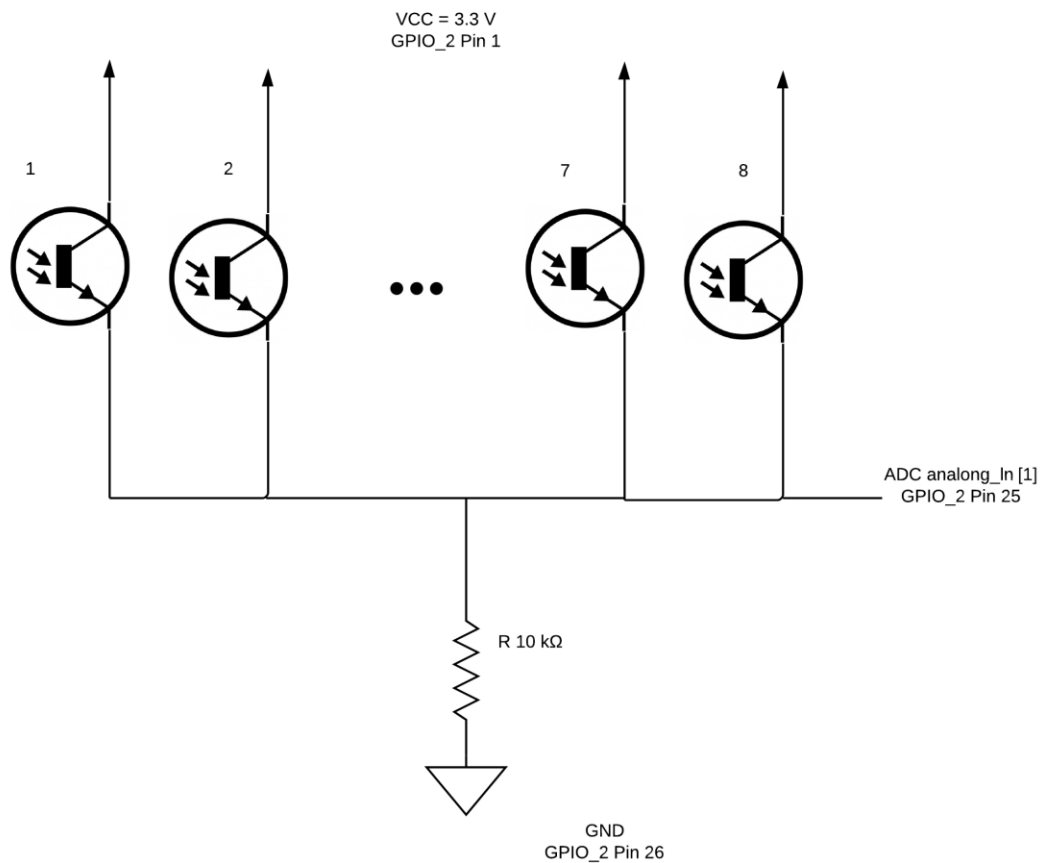 VCC = 3.3 V
GPIO_2 Pin 1
1
2
7
8
ADC analong_In [1]
GPIO_2 Pin 25
R 10 kΩ
GND
GPIO_2 Pin 26